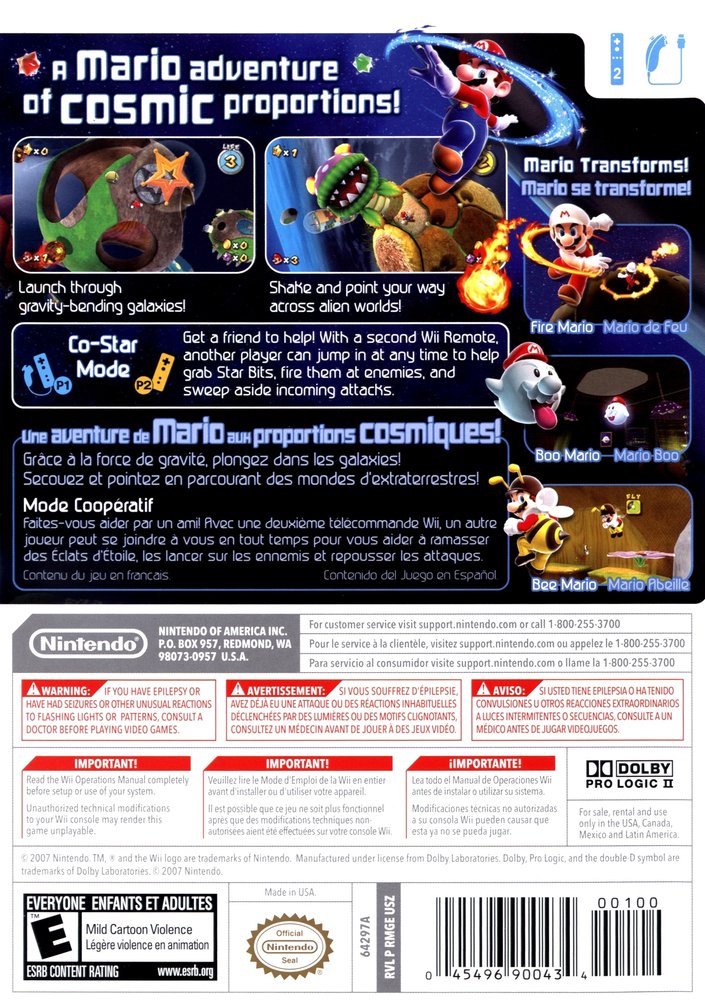 A Mario adventure
of cosmic proportions!
2
x0
LIFE
3
x1
x0
x0
x1
2
Launch through
gravity-bending galaxies!
Shake and point your way
across alien worlds!
Mario Transforms!
Mario se transforme!
Fire Mario Mario de Feu
Co-Star
Mode
P1
P2
Get a friend to help! With a second Wii Remote,
another player can jump in at any time to help
grab Star Bits, fire them at enemies, and
sweep aside incoming attacks.
Boo Mario Mario Boo
Une aventure de Mario aux proportions cosmiques!
Grâce à la force de gravité, plongez dans les galaxies!
Secouez et pointez en parcourant des mondes d'extraterrestres!
Mode Coopératif
Faites-vous aider par un ami! Avec une deuxième télécommande Wii, un autre
joueur peut se joindre à vous en tout temps pour vous aider à ramasser
des Éclats d'Étoile, les lancer sur les ennemis et repousser les attaques.
Contenu du jeu en francais.
Contenido del Juego en Español.
FLY
Bee Mario Mario Abeille
Nintendo®
NINTENDO OF AMERICA INC.
P.O. BOX 957, REDMOND, WA
98073-0957 U.S.A.
For customer service visit support.nintendo.com or call 1-800-255-3700
Pour le service à la clientèle, visitez support.nintendo.com ou appelez le 1-800-255-3700
Para servicio al consumidor visite support.nintendo.com o llame la 1-800-255-3700
WARNING: IF YOU HAVE EPILEPSY OR
HAVE HAD SEIZURES OR OTHER UNUSUAL REACTIONS
TO FLASHING LIGHTS OR PATTERNS, CONSULT A
DOCTOR BEFORE PLAYING VIDEO GAMES.
AVERTISSEMENT: SI VOUS SOUFFREZ D'ÉPILEPSIE,
AVEZ DÉJÀ EU UNE ATTAQUE OU DES RÉACTIONS INHABITUELLES
DÉCLENCHÉES PAR DES LUMIÈRES OU DES MOTIFS CLIGNOTANTS,
CONSULTEZ UN MÉDECIN AVANT DE JOUER À DES JEUX VIDÉO.
AVISO: SI USTED TIENE EPILEPSIA O HA TENIDO
CONVULSIONES U OTROS REACCIONES EXTRAORDINARIOS
A LUCES INTERMITENTES O SECUENCIAS, CONSULTE A UN
MÉDICO ANTES DE JUGAR VIDEOJUEGOS.
IMPORTANT!
Read the Wii Operations Manual completely
before setup or use of your system.
Unauthorized technical modifications
to your Wii console may render this
game unplayable.
IMPORTANT!
Veuillez lire le Mode d'Emploi de la Wii en entier
avant d'installer ou d'utiliser votre appareil.
Il est possible que ce jeu ne soit plus fonctionnel
après que des modifications techniques non-
autorisées aient été effectuées sur votre console Wii.
¡IMPORTANTE!
Lea todo el Manual de Operaciones Wii
antes de instalar o utilizar su sistema.
Modificaciones técnicas no autorizadas
a su consola Wii pueden causar que
esta ya no se pueda jugar.
DOLBY
PRO LOGIC II
For sale, rental and use
only in the USA, Canada,
Mexico and Latin America.
© 2007 Nintendo. TM, ® and the Wii logo are trademarks of Nintendo. Manufactured under license from Dolby Laboratories. Dolby, Pro Logic, and the double-D symbol are
trademarks of Dolby Laboratories. © 2007 Nintendo.
EVERYONE ENFANTS ET ADULTES
TM
E
Mild Cartoon Violence
Légère violence en animation
ESRB CONTENT RATING www.esrb.org
Made in USA.
Official
Nintendo
Seal
64297A
RVL P RMGE USZ
00100
0 45496 90043 4